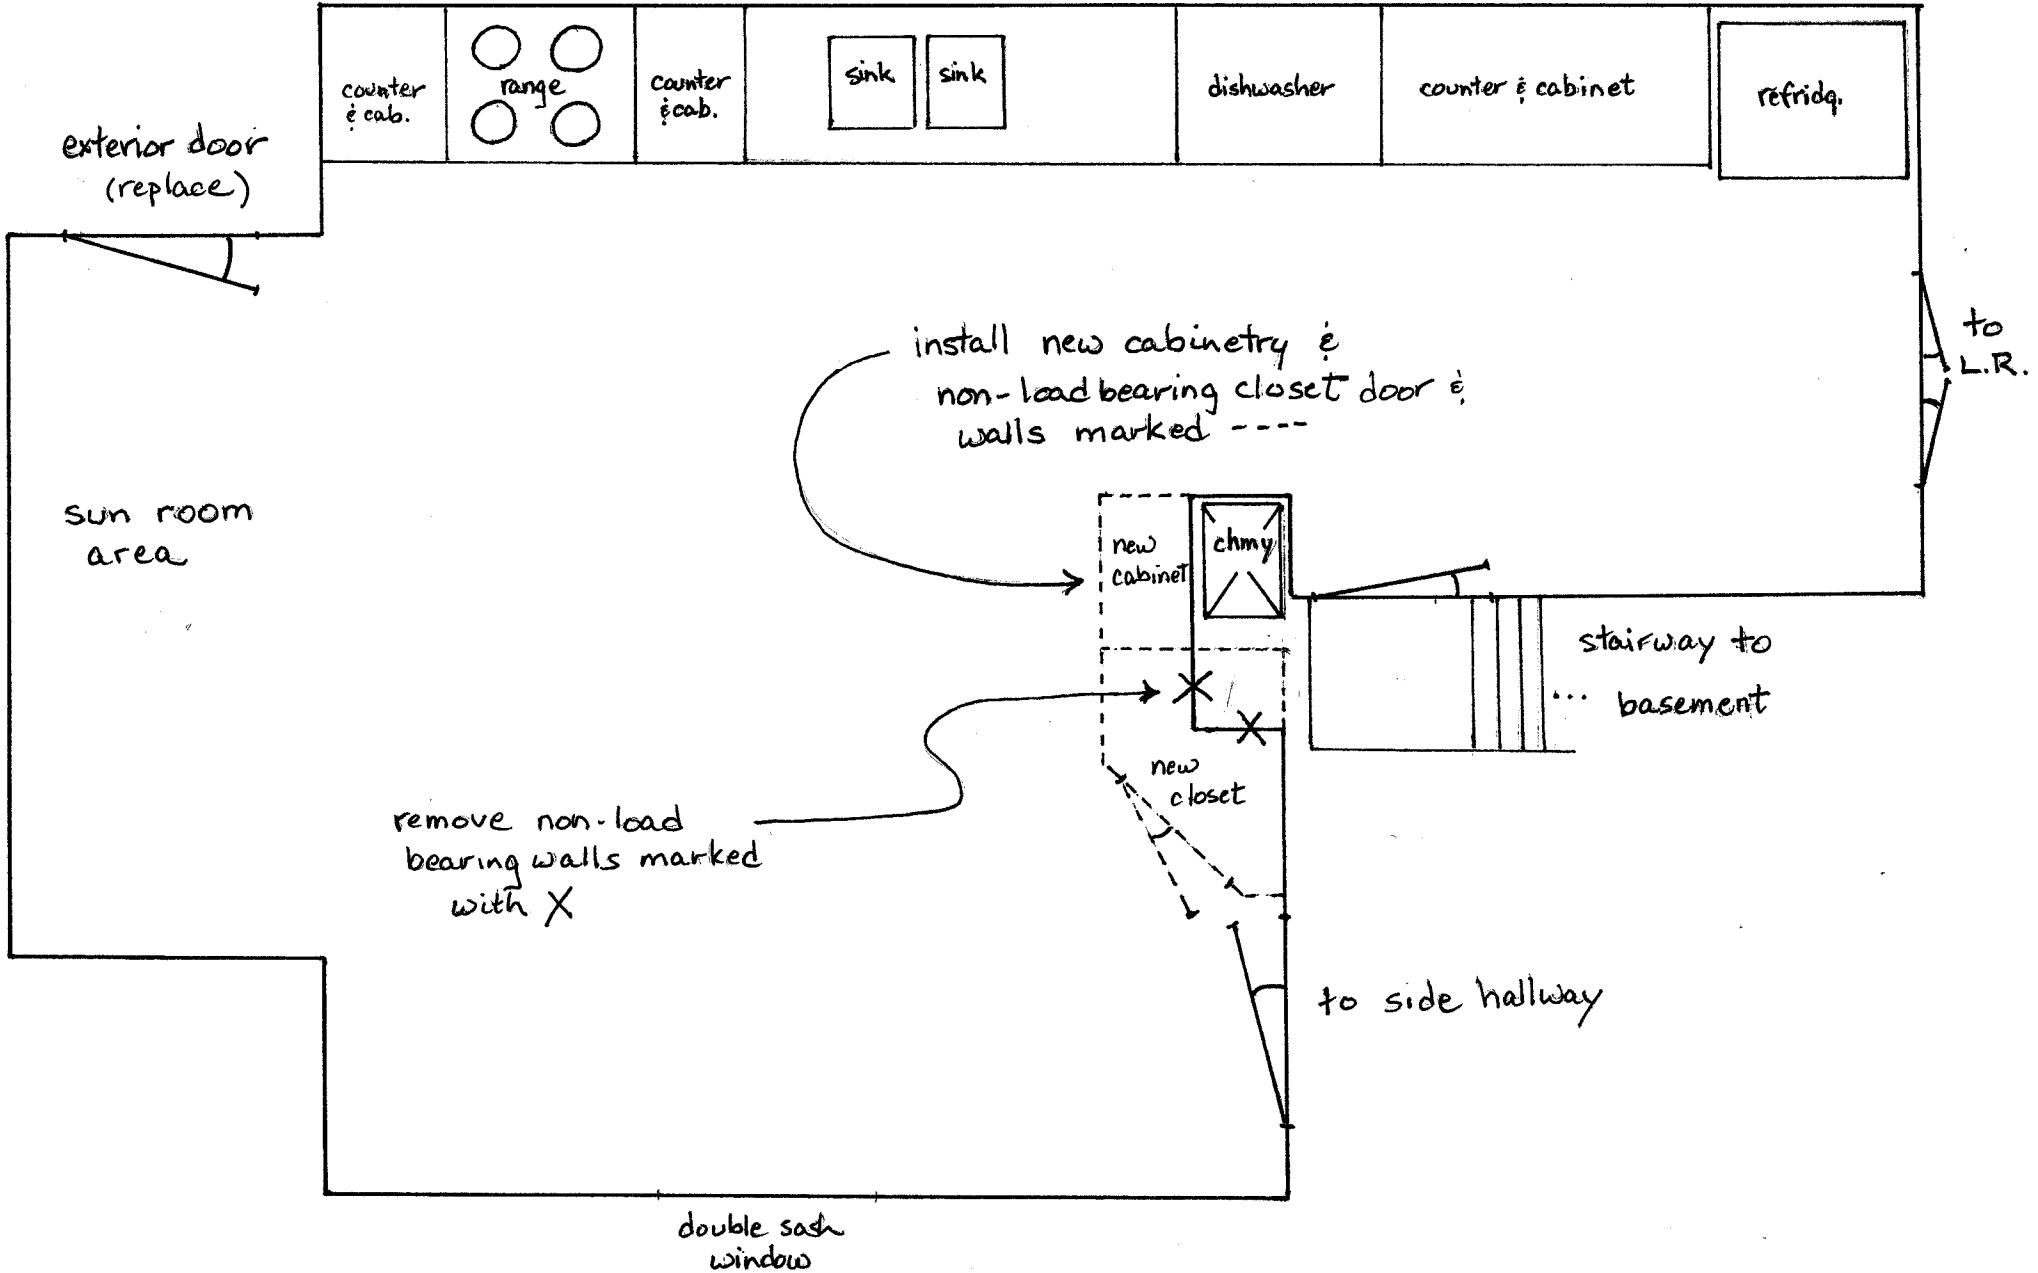 counter
& cab.
range
counter
& cab.
sink
sink
dishwasher
counter & cabinet
refridg.
exterior door
(replace)
to
L.R.
install new cabinetry &
non-load bearing closet door &
walls marked ----
sun room
area
new
cabinet
chmy
stairway to
... basement
new
closet
remove non-load
bearing walls marked
with X
to side hallway
double sash
window